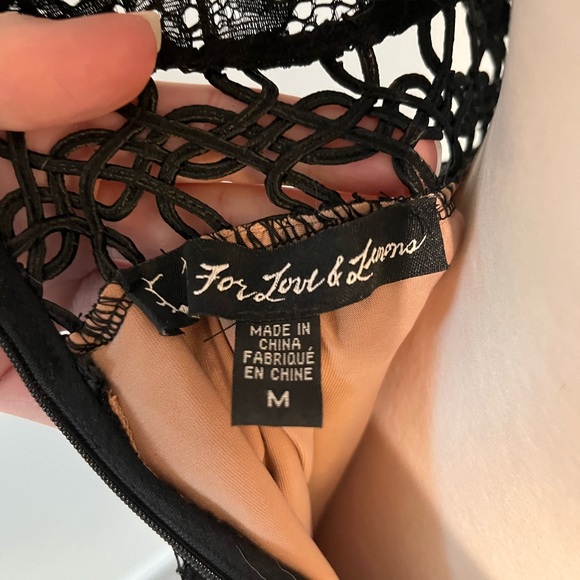 For Love & Lemons
MADE IN
CHINA
FABRIQUÉ
EN CHINE
M